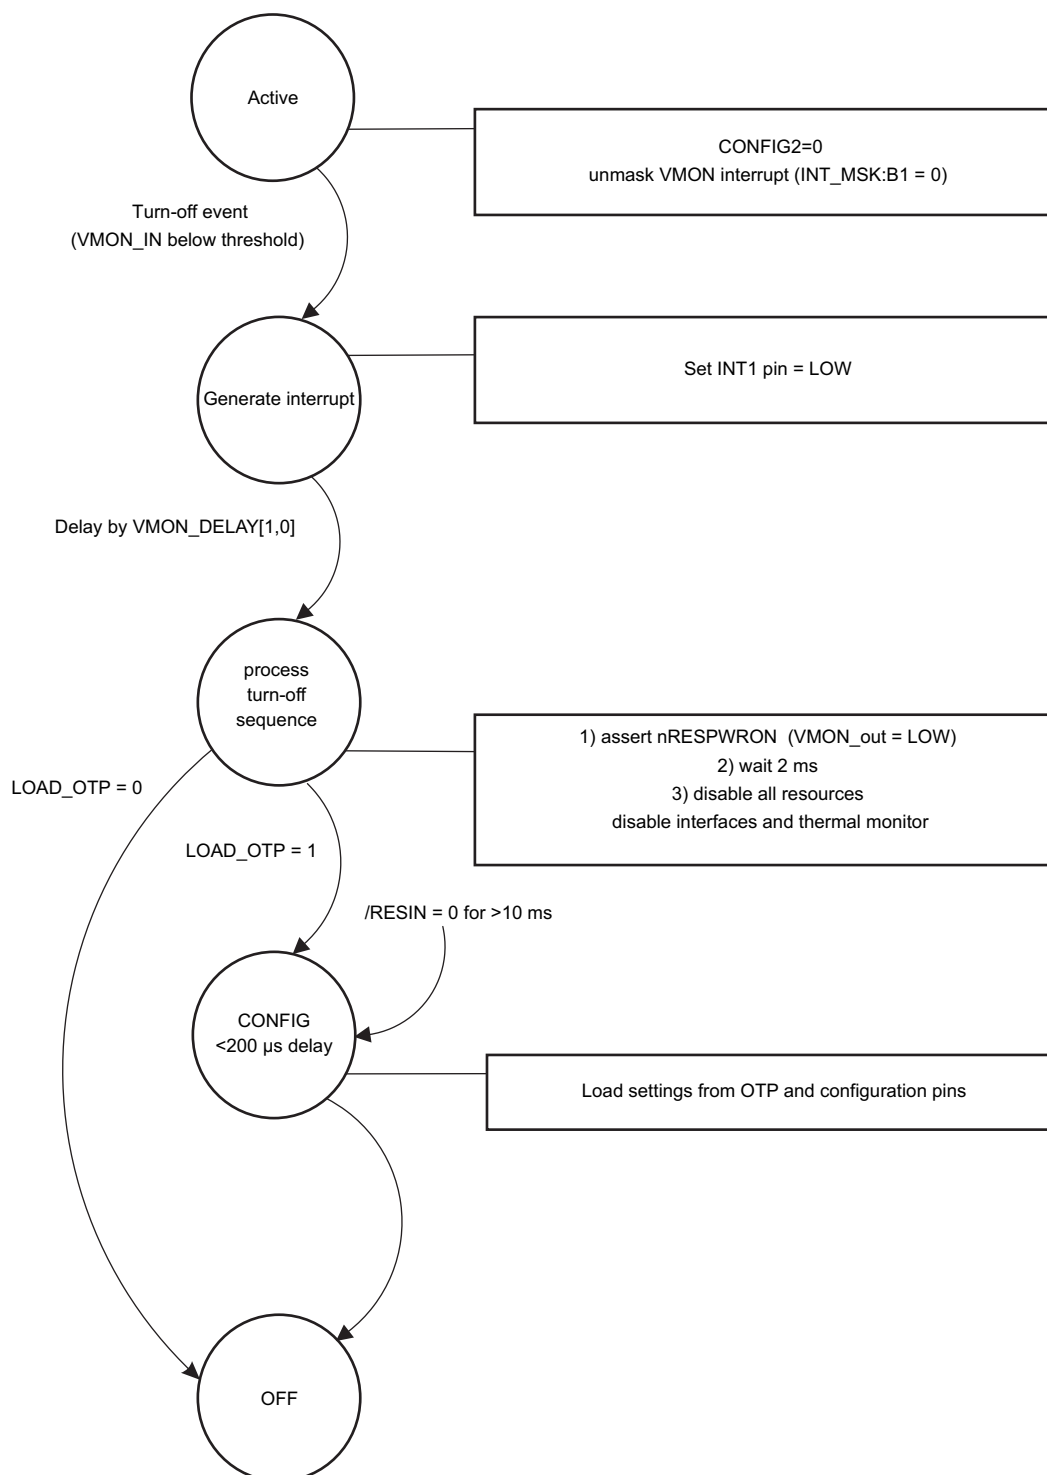 Active
CONFIG2=0
unmask VMON interrupt (INT_MSK:B1 = 0)
Turn-off event
(VMON_IN below threshold)
Set INT1 pin = LOW
Generate interrupt
Delay by VMON_DELAY[1,0]
process
turn-off
sequence
1) assert nRESPWRON (VMON_out = LOW)
2) wait 2 ms
3) disable all resources
disable interfaces and thermal monitor
LOAD_OTP = 0
LOAD_OTP = 1
/RESIN = 0 for >10 ms
CONFIG
<200 µs delay
Load settings from OTP and configuration pins
OFF